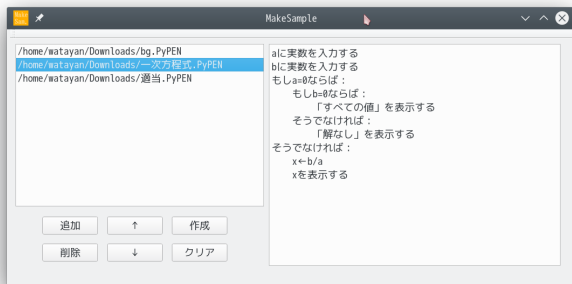 Make Sam.
MakeSample
/home/watayan/Downloads/bg.PyPEN
/home/watayan/Downloads/一次方程式.PyPEN
/home/watayan/Downloads/適当.PyPEN
aに実数を入力する
bに実数を入力する
もしa=0ならば：
もしb=0ならば：
「すべての値」を表示する
そうでなければ：
「解なし」を表示する
そうでなければ：
x←b/a
xを表示する
追加 ↑ 作成
削除 ↓ クリア